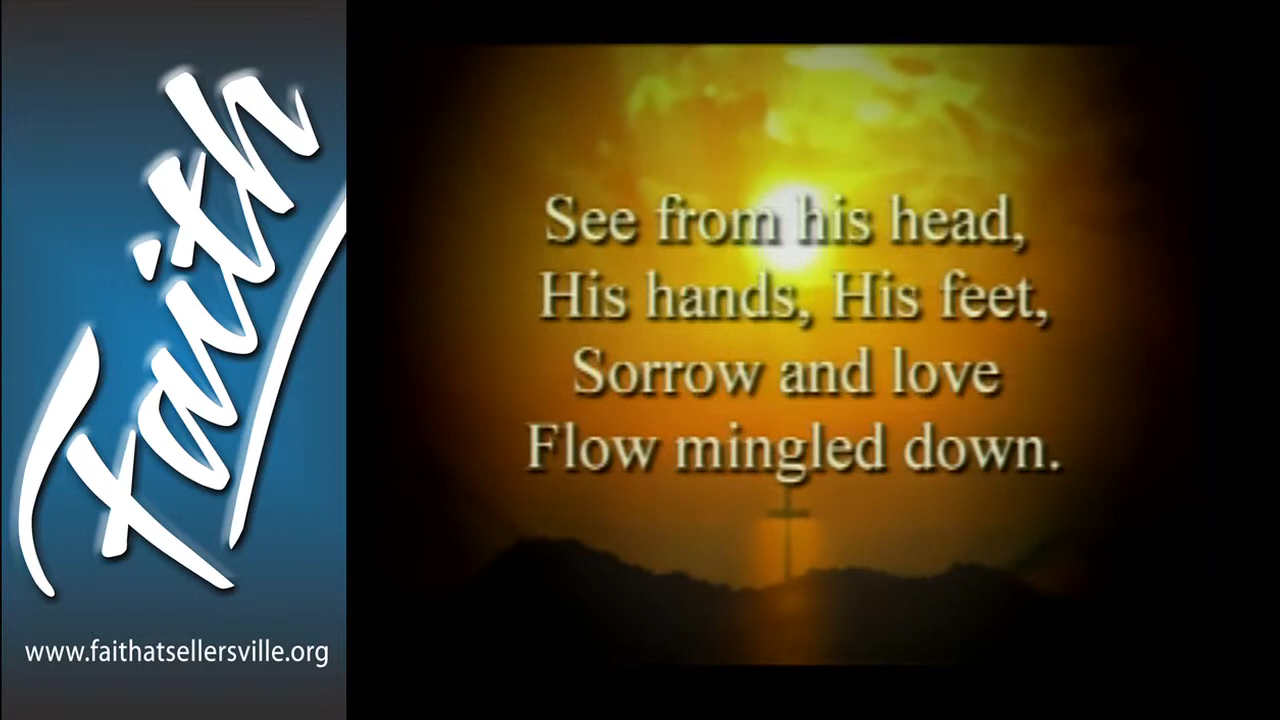 Faith
www.faithatsellersville.org
See from his head,
His hands, His feet,
Sorrow and love
Flow mingled down.